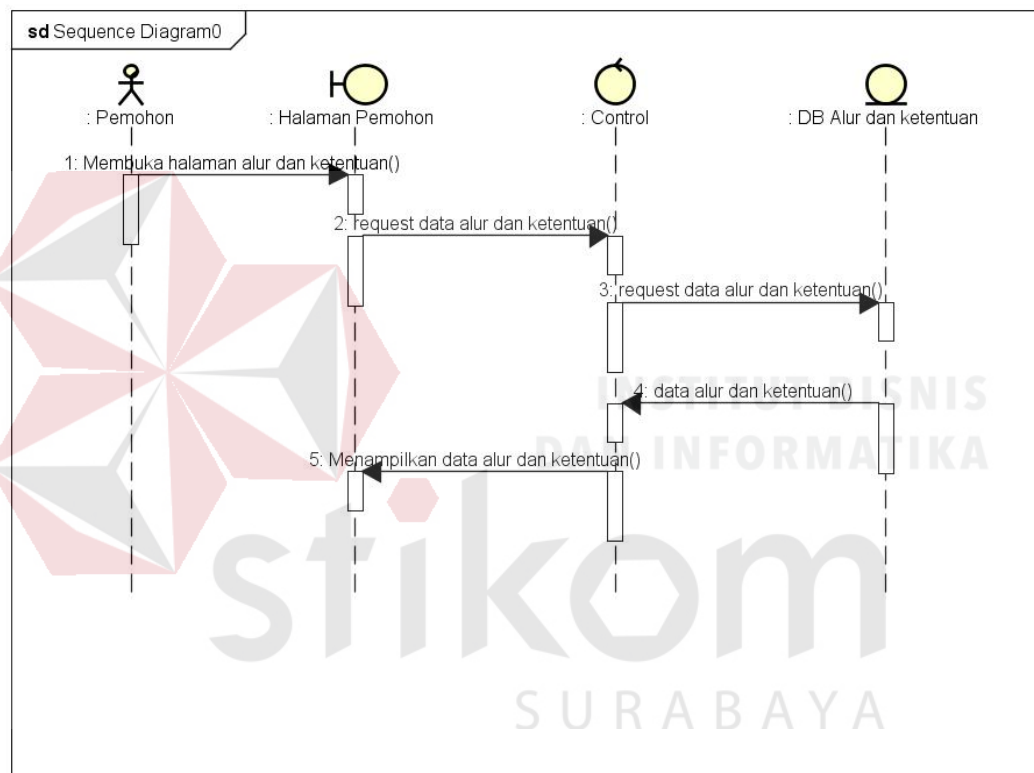 sd Sequence Diagram0
: Pemohon
: Halaman Pemohon
: Control
: DB Alur dan ketentuan
1: Membuka halaman alur dan ketentuan()
2: request data alur dan ketentuan()
3: request data alur dan ketentuan()
4: data alur dan ketentuan()
5: Menampilkan data alur dan ketentuan()
INSTITUT BISNIS
DAN INFORMATIKA
stikom
SURABAYA